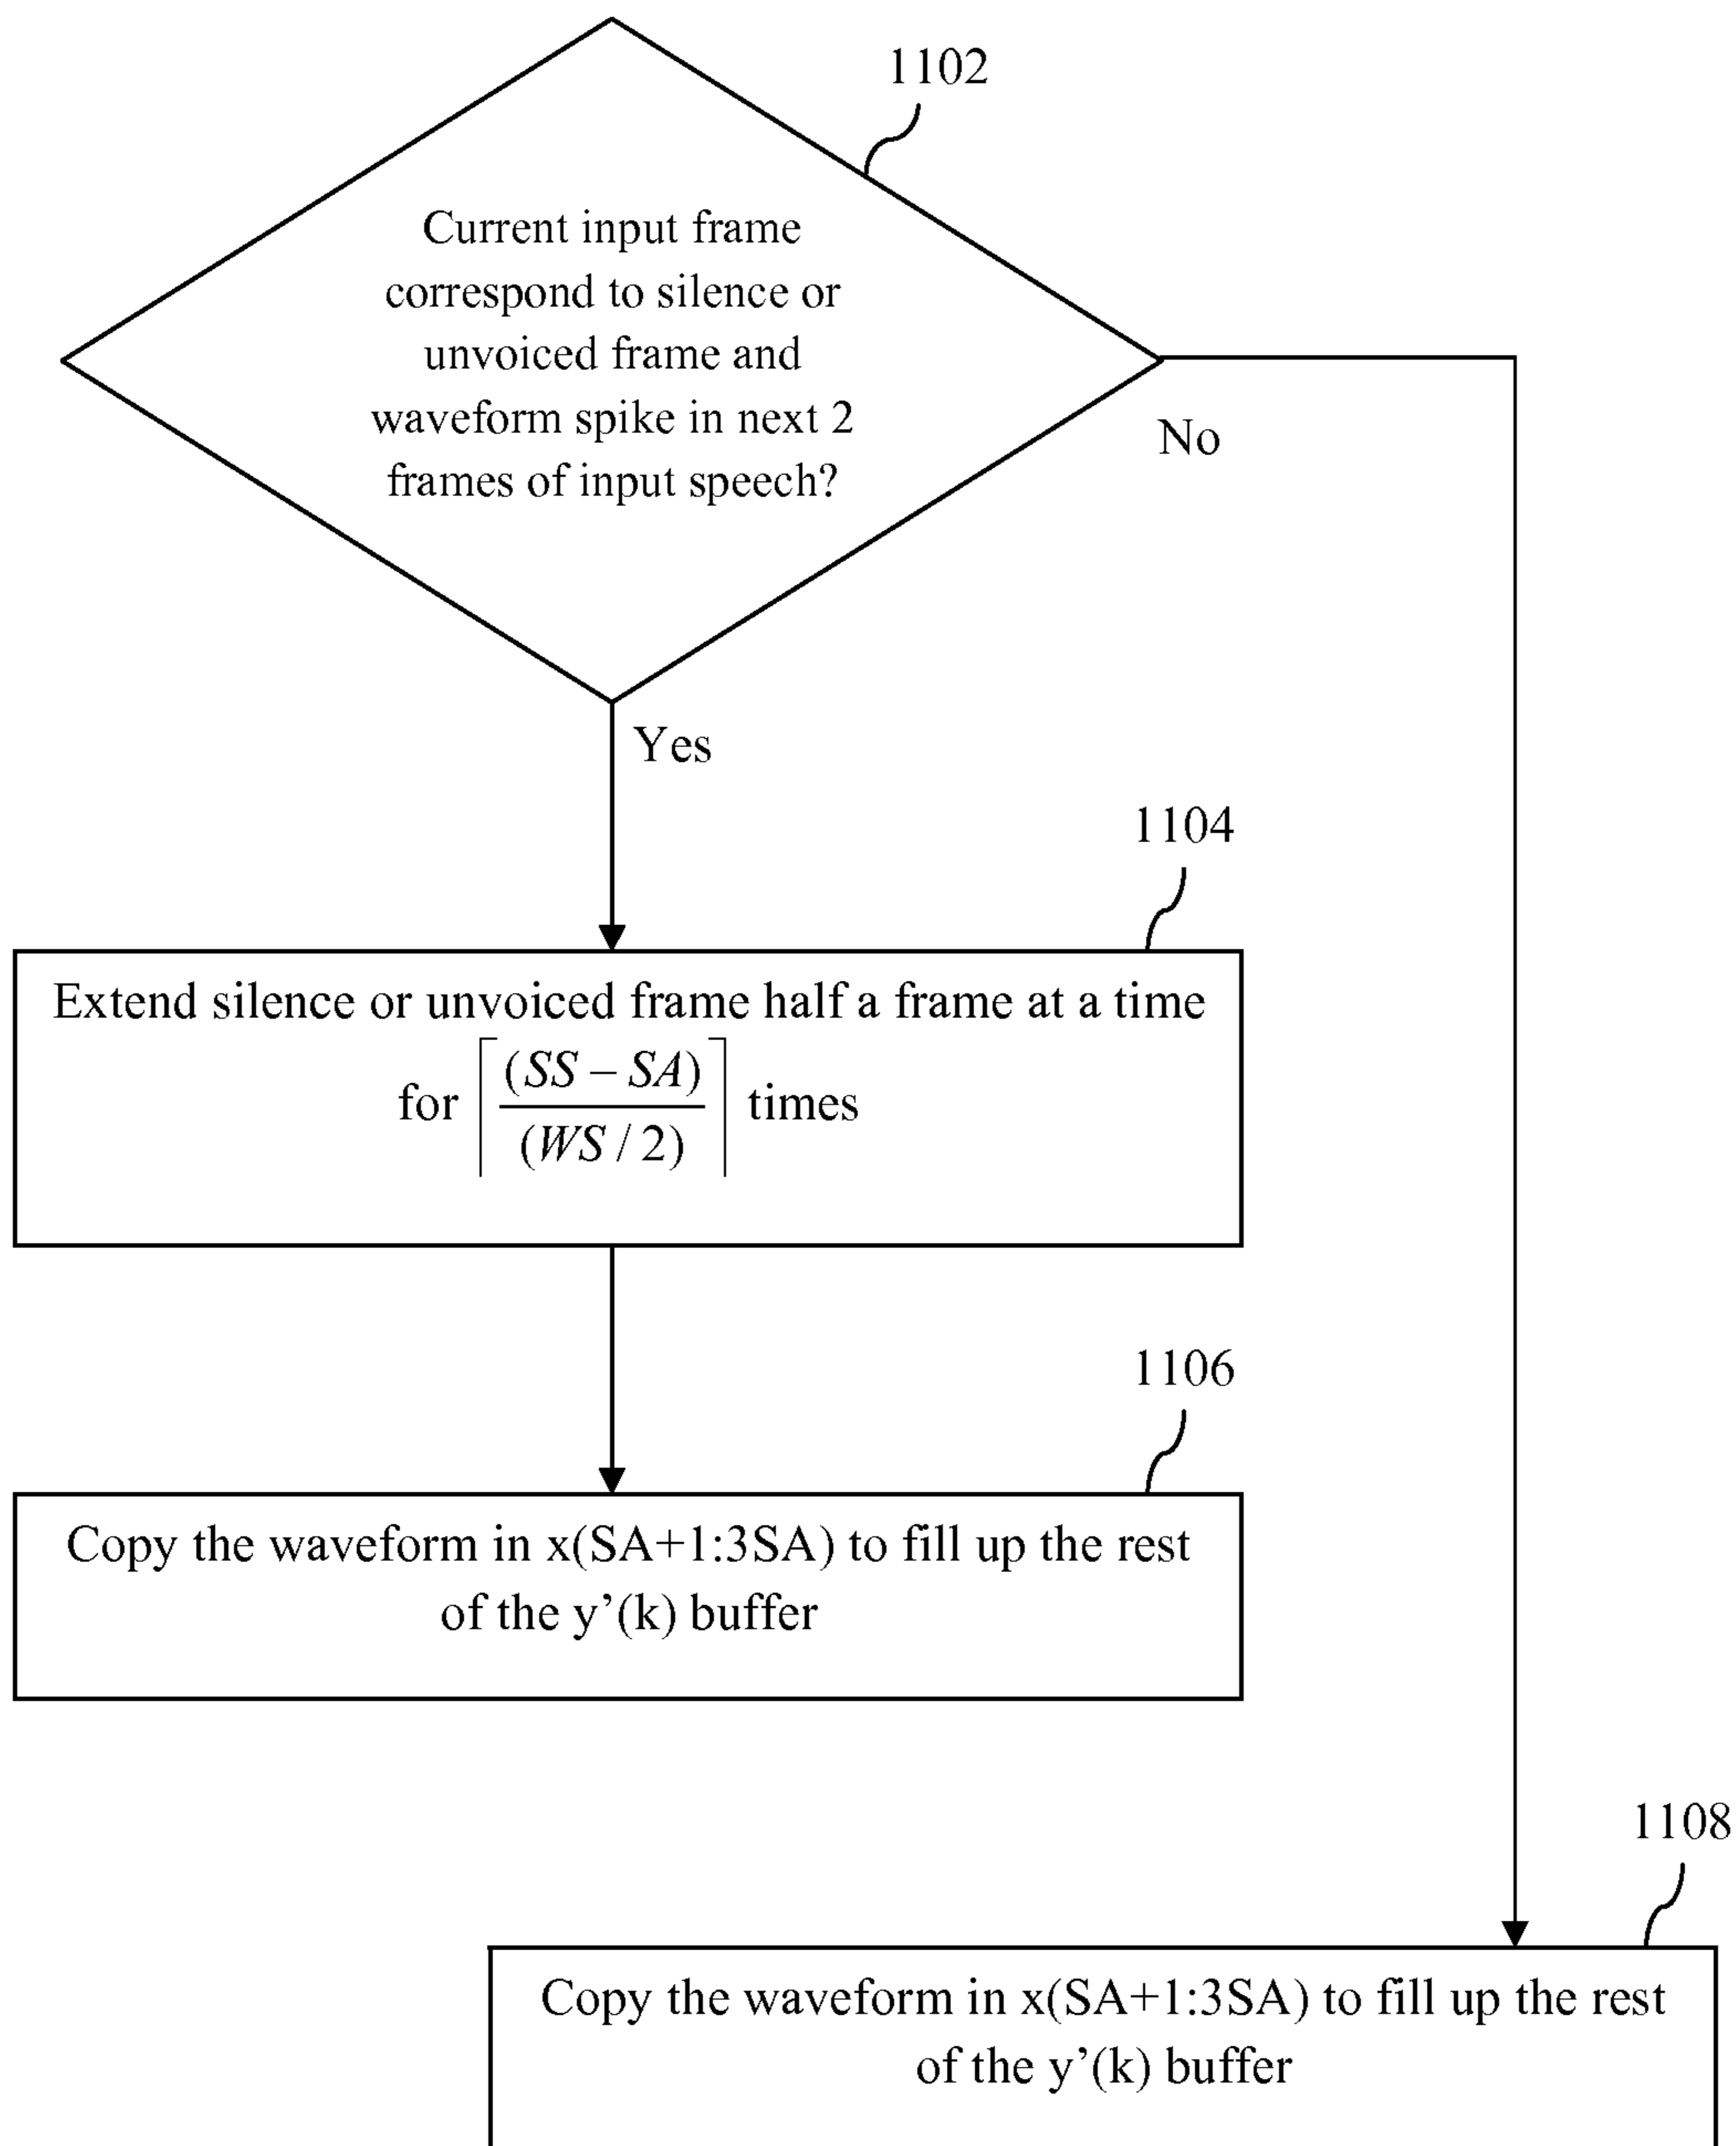 1102
Current input frame
correspond to silence or
unvoiced frame and
waveform spike in next 2
frames of input speech?
No
Yes
1104
Extend silence or unvoiced frame half a frame at a time
for ⌈(SS – SA) / (WS / 2)⌉ times
1106
Copy the waveform in x(SA+1:3SA) to fill up the rest
of the y’(k) buffer
1108
Copy the waveform in x(SA+1:3SA) to fill up the rest
of the y’(k) buffer